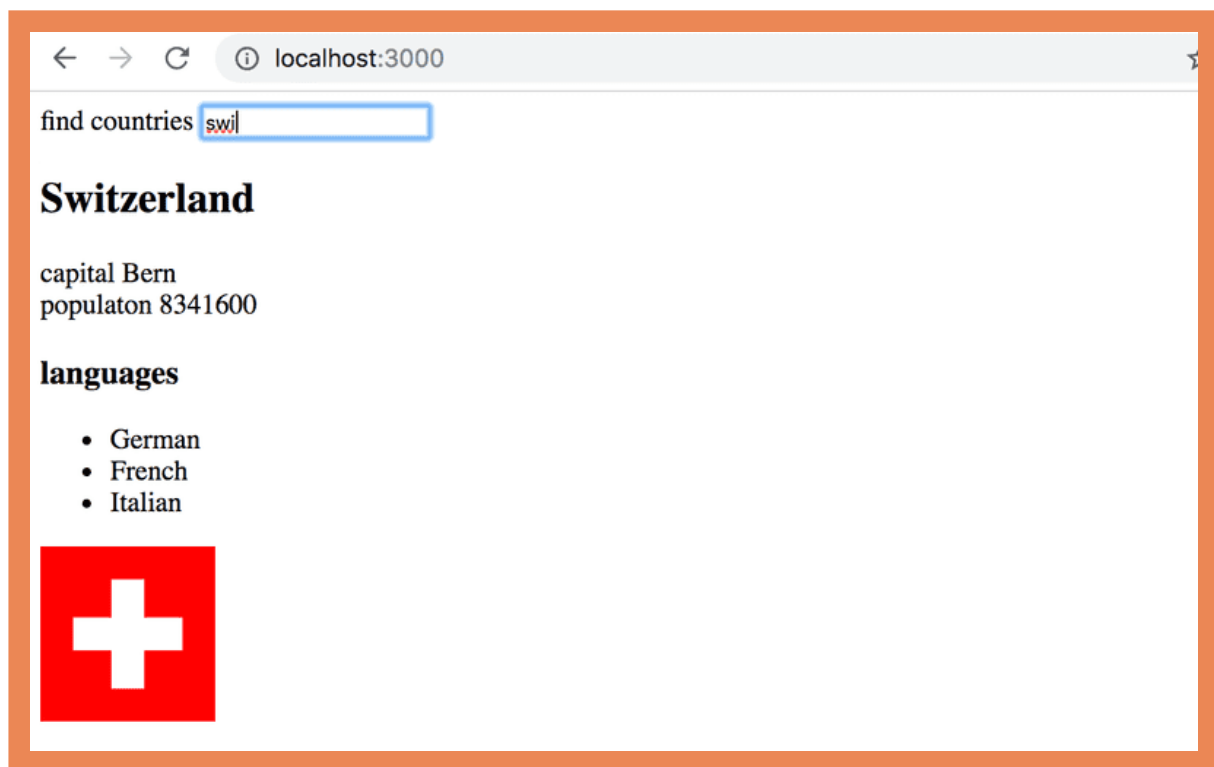 localhost:3000
find countries swi
Switzerland
capital Bern
populaton 8341600
languages
German
French
Italian